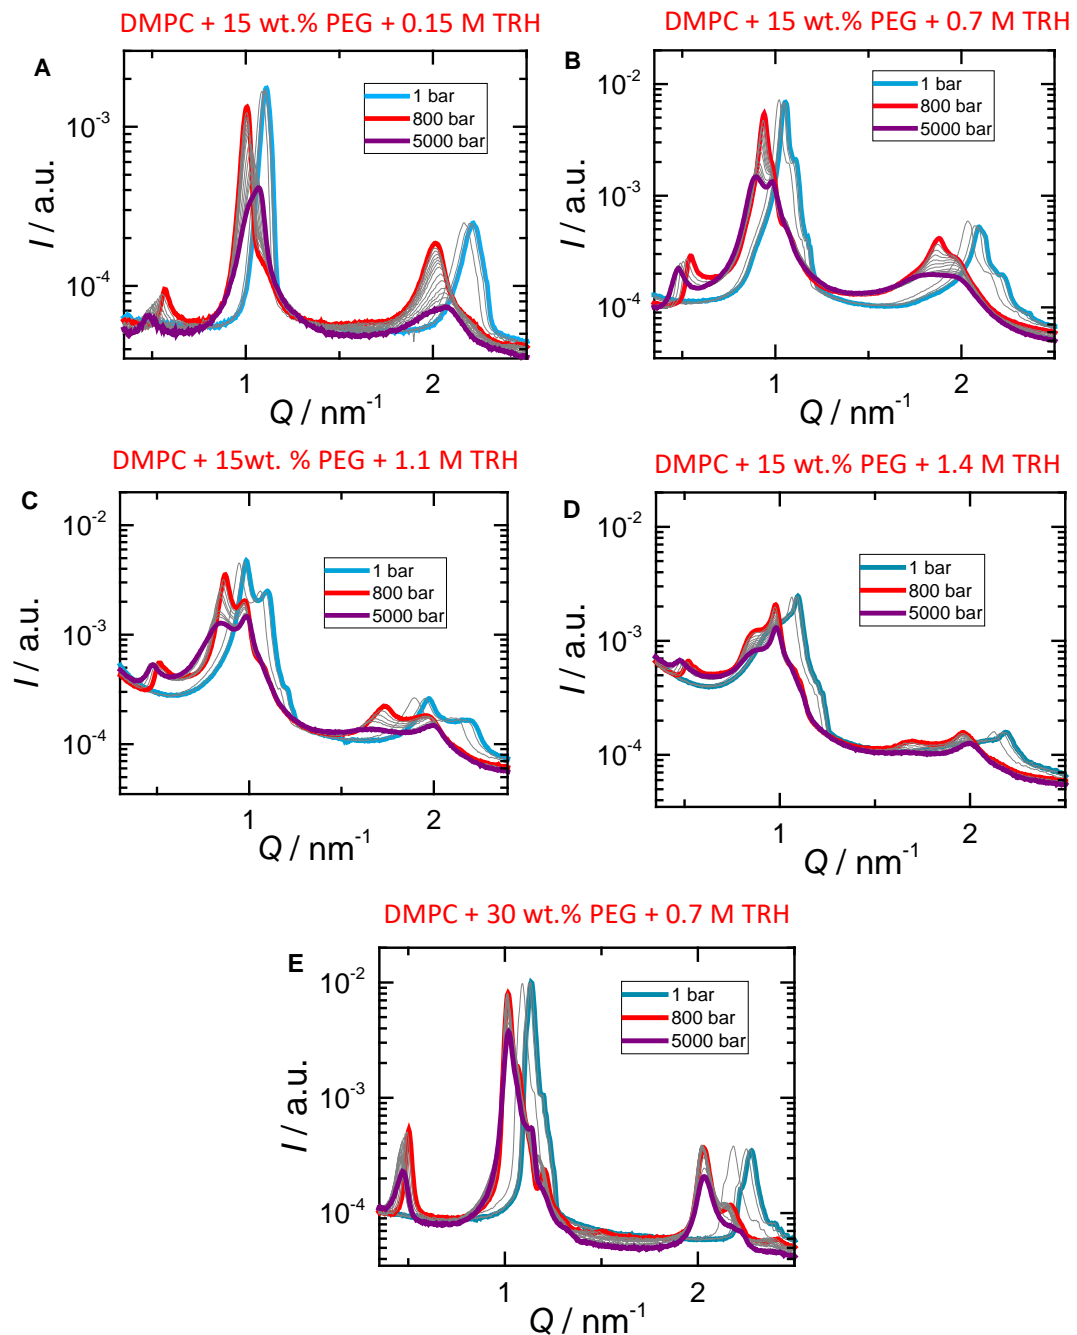 DMPC + 15 wt.% PEG + 0.15 M TRH
A
1 bar
800 bar
5000 bar
10⁻³
10⁻⁴
I / a.u.
1
2
Q / nm⁻¹
DMPC + 15 wt.% PEG + 0.7 M TRH
B
1 bar
800 bar
5000 bar
10⁻²
10⁻³
10⁻⁴
I / a.u.
1
2
Q / nm⁻¹
DMPC + 15wt. % PEG + 1.1 M TRH
C
1 bar
800 bar
5000 bar
10⁻²
10⁻³
10⁻⁴
I / a.u.
1
2
Q / nm⁻¹
DMPC + 15 wt.% PEG + 1.4 M TRH
D
1 bar
800 bar
5000 bar
10⁻²
10⁻³
10⁻⁴
I / a.u.
1
2
Q / nm⁻¹
DMPC + 30 wt.% PEG + 0.7 M TRH
E
1 bar
800 bar
5000 bar
10⁻²
10⁻³
10⁻⁴
I / a.u.
1
2
Q / nm⁻¹